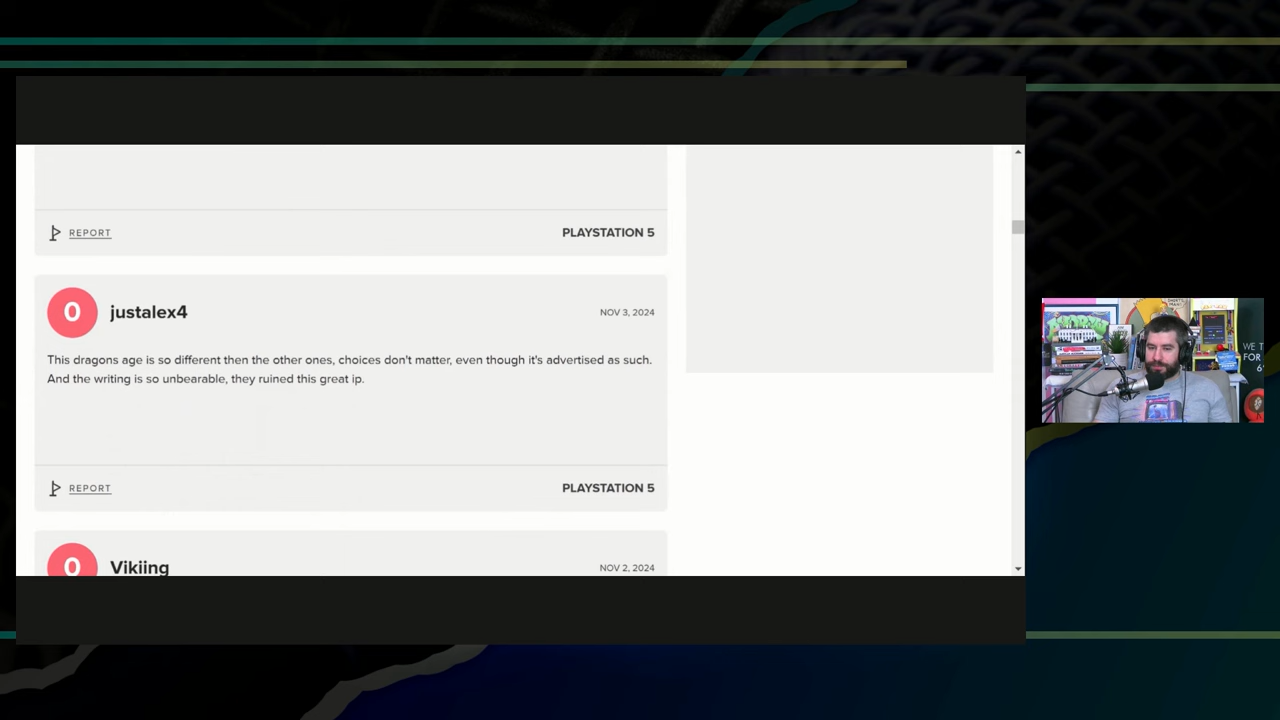 REPORT
PLAYSTATION 5
0
justalex4
NOV 3, 2024
This dragons age is so different then the other ones, choices don't matter, even though it's advertised as such.
And the writing is so unbearable, they ruined this great ip.
REPORT
PLAYSTATION 5
0
Vikiing
NOV 2, 2024
WE T
FOR